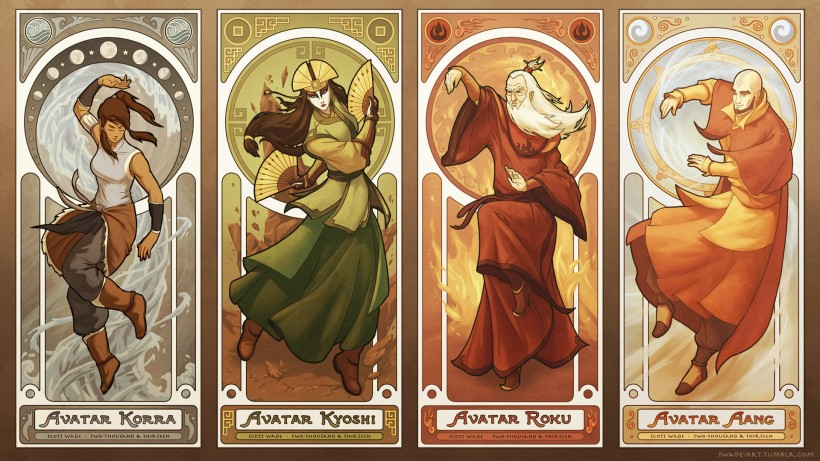 AVATAR KORRA
SCOTT WADE - TWO-THOUSAND & THIRTEEN
AVATAR KYOSHI
SCOTT WADE - TWO-THOUSAND & THIRTEEN
AVATAR ROKU
SCOTT WADE - TWO-THOUSAND & THIRTEEN
AVATAR AANG
SCOTT WADE - TWO-THOUSAND & THIRTEEN
SWADE-ART.TUMBLR.COM